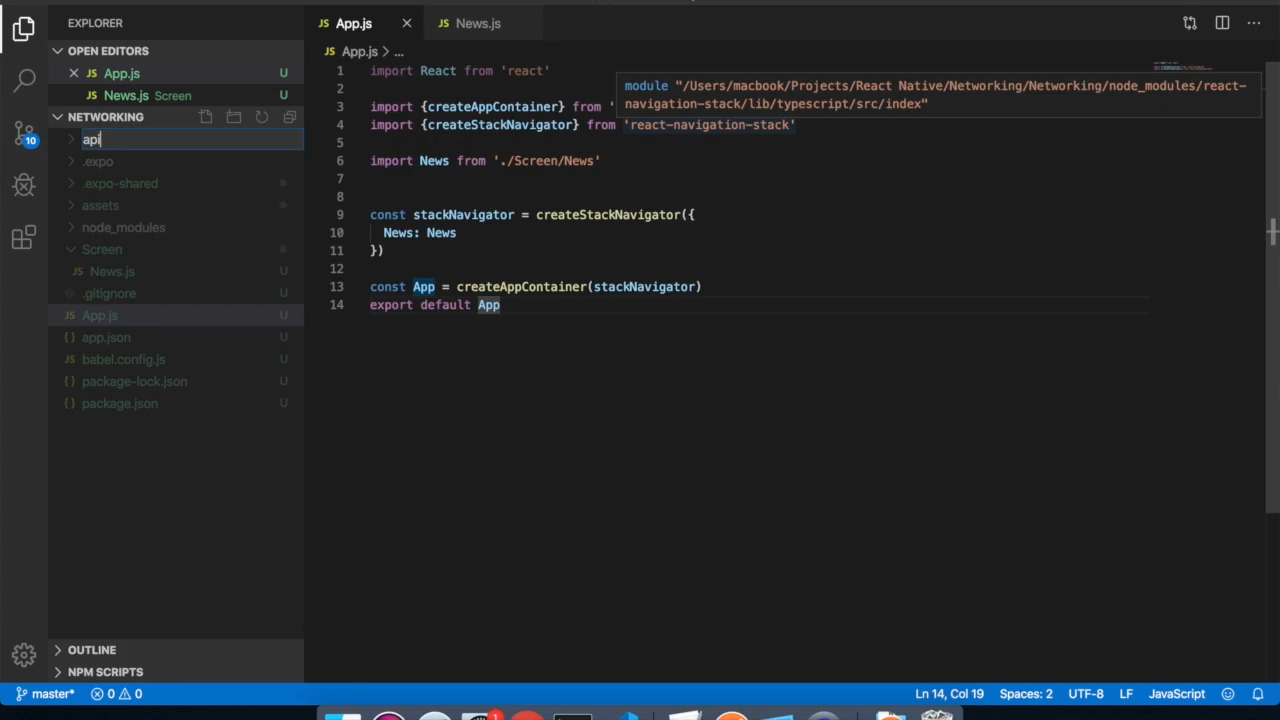 EXPLORER
JS App.js
JS News.js
OPEN EDITORS
JS App.js > ...
JS App.js U
JS News.js Screen U
NETWORKING
api
.expo
.expo-shared
assets
node_modules
Screen
JS News.js U
.gitignore U
JS App.js U
{ } app.json U
JS babel.config.js U
{ } package-lock.json U
{ } package.json U
OUTLINE
NPM SCRIPTS
10
1 import React from 'react'
2
3 import {createAppContainer} from '
4 import {createStackNavigator} from 'react-navigation-stack'
5
6 import News from './Screen/News'
7
8
9 const stackNavigator = createStackNavigator({
10 News: News
11 })
12
13 const App = createAppContainer(stackNavigator)
14 export default App
module "/Users/macbook/Projects/React Native/Networking/Networking/node_modules/react-
navigation-stack/lib/typescript/src/index"
master* 0 0 Ln 14, Col 19 Spaces: 2 UTF-8 LF JavaScript
1